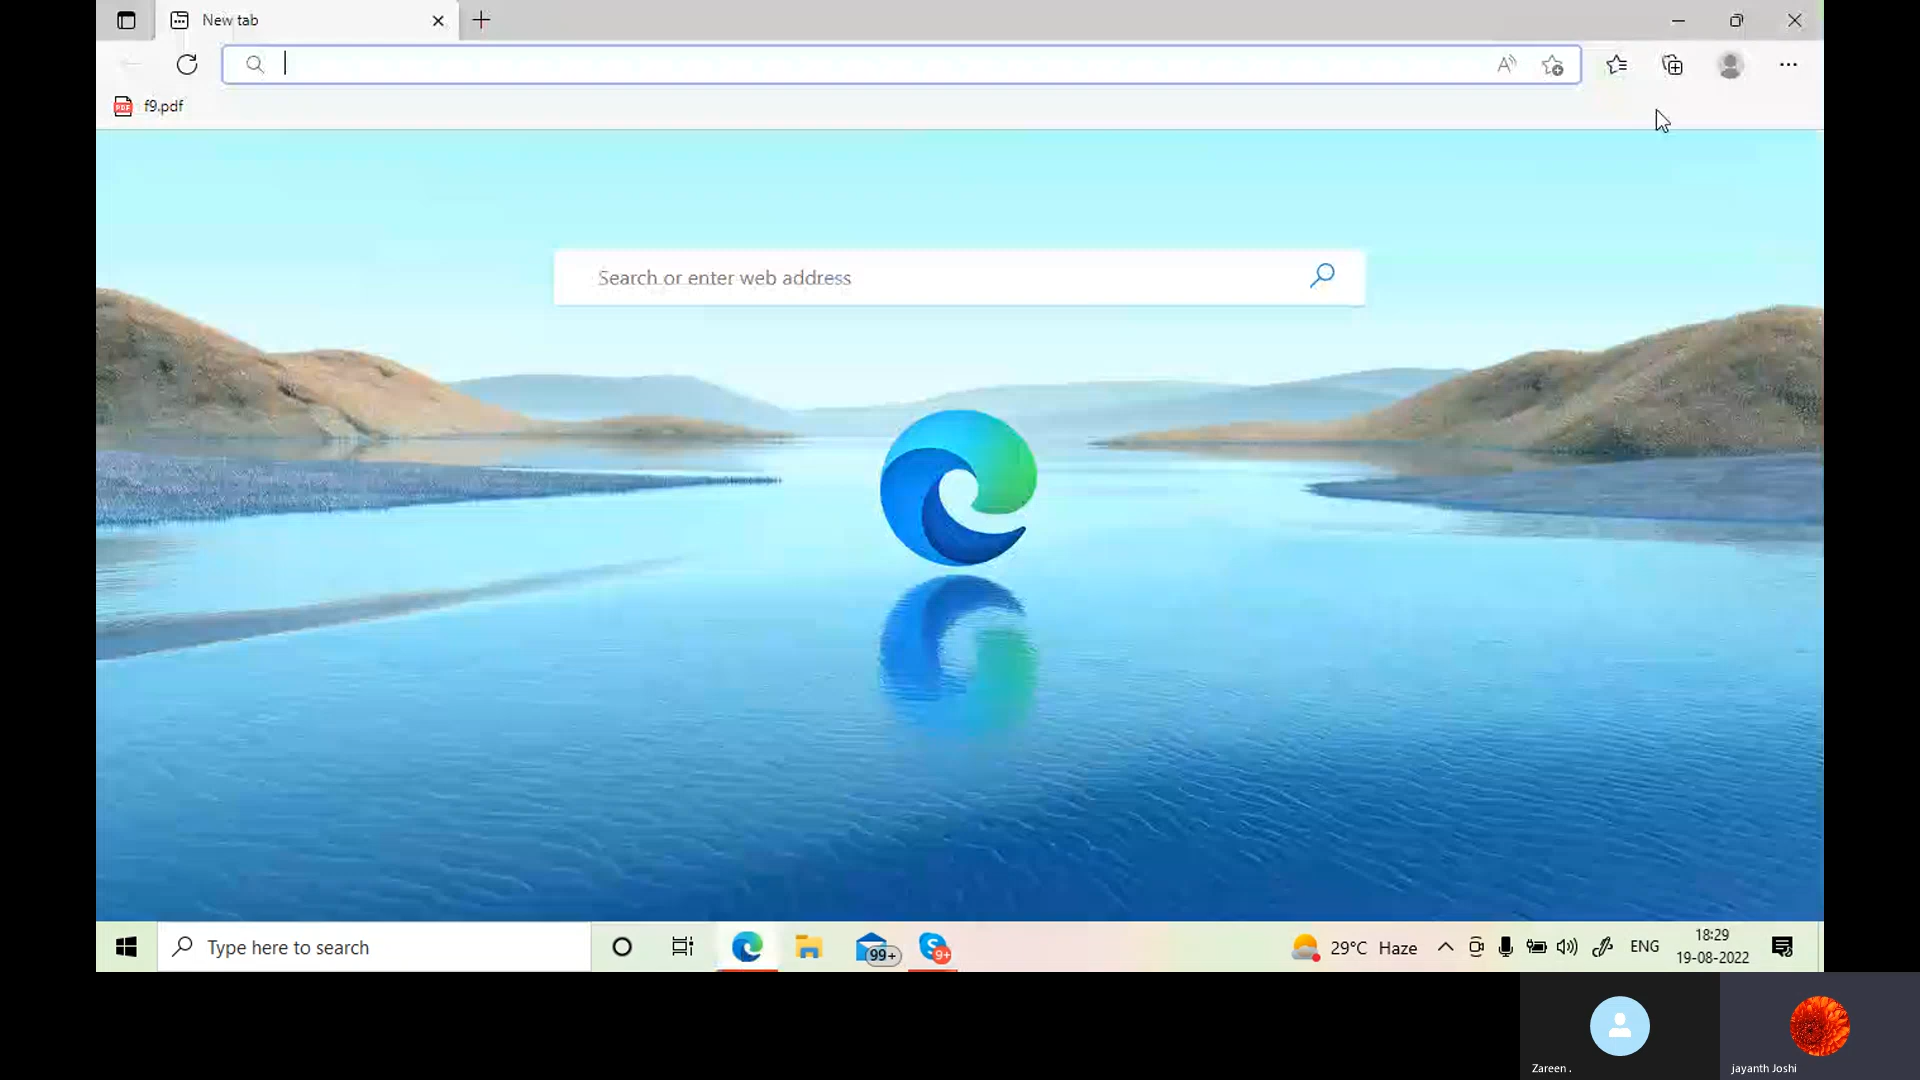 New tab
f9.pdf
Search or enter web address
Type here to search
99+
9+
29°C Haze
ENG
18:29
19-08-2022
Zareen .
jayanth Joshi